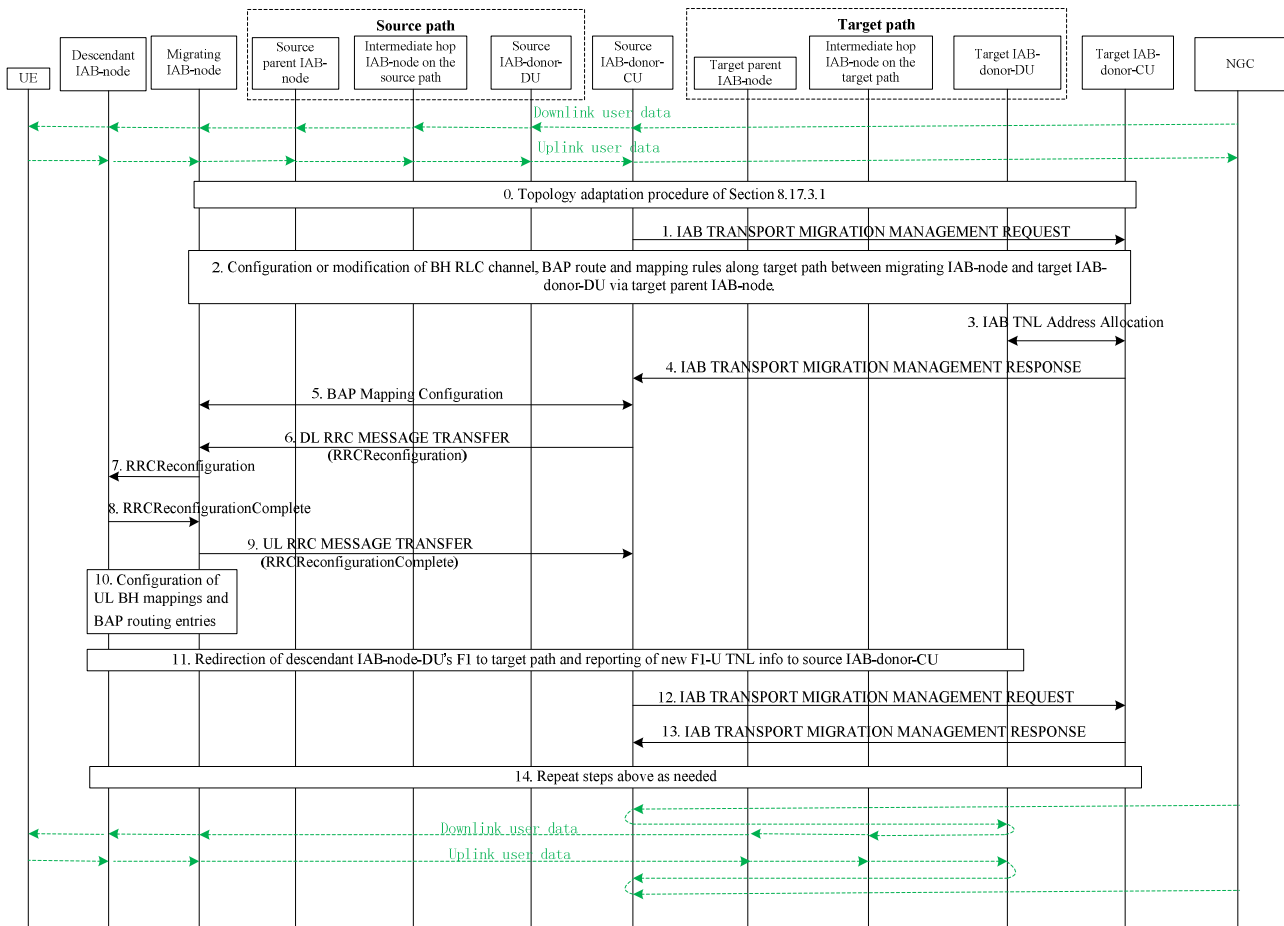 Source path
Target path
UE
Descendant
IAB-node
Migrating
IAB-node
Source
parent IAB-
node
Intermediate hop
IAB-node on the
source path
Source
IAB-donor-
DU
Source
IAB-donor-
CU
Target parent
IAB-node
Intermediate hop
IAB-node on the
target path
Target IAB-
donor-DU
Target IAB-
donor-CU
NGC
Downlink user data
Uplink user data
0. Topology adaptation procedure of Section 8.17.3.1
1. IAB TRANSPORT MIGRATION MANAGEMENT REQUEST
2. Configuration or modification of BH RLC channel, BAP route and mapping rules along target path between migrating IAB-node and target IAB-
donor-DU via target parent IAB-node.
3. IAB TNL Address Allocation
4. IAB TRANSPORT MIGRATION MANAGEMENT RESPONSE
5. BAP Mapping Configuration
6. DL RRC MESSAGE TRANSFER
(RRCReconfiguration)
7. RRCReconfiguration
8. RRCReconfigurationComplete
9. UL RRC MESSAGE TRANSFER
(RRCReconfigurationComplete)
10. Configuration of
UL BH mappings and
BAP routing entries
11. Redirection of descendant IAB-node-DU's F1 to target path and reporting of new F1-U TNL info to source IAB-donor-CU
12. IAB TRANSPORT MIGRATION MANAGEMENT REQUEST
13. IAB TRANSPORT MIGRATION MANAGEMENT RESPONSE
14. Repeat steps above as needed
Downlink user data
Uplink user data